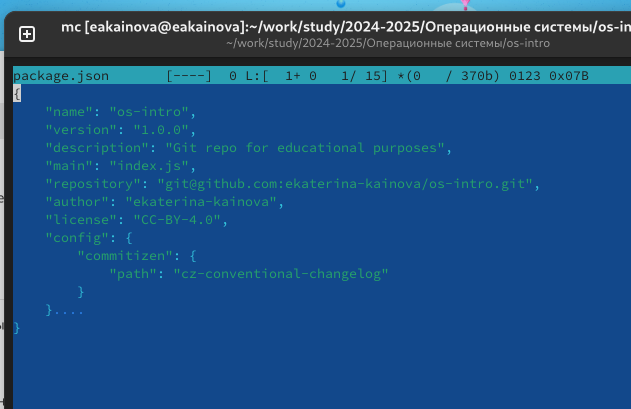 mc [eakainova@eakainova]:~/work/study/2024-2025/Операционные системы/os-in
~/work/study/2024-2025/Операционные системы/os-intro
package.json       [----]  0 L:[  1+ 0   1/ 15] *(0   / 370b) 0123 0x07B
{
    "name": "os-intro",
    "version": "1.0.0",
    "description": "Git repo for educational purposes",
    "main": "index.js",
    "repository": "git@github.com:ekaterina-kainova/os-intro.git",
    "author": "ekaterina-kainova",
    "license": "CC-BY-4.0",
    "config": {
        "commitizen": {
            "path": "cz-conventional-changelog"
        }
    }....
}